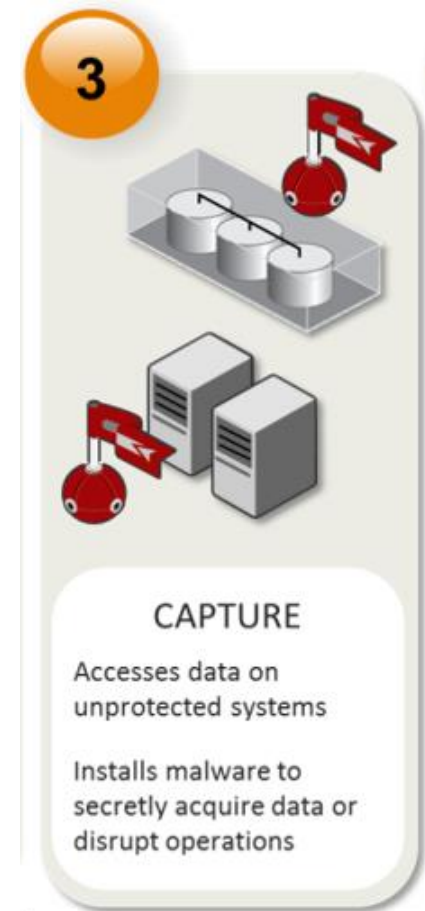 3
CAPTURE
Accesses data on
unprotected systems
Installs malware to
secretly acquire data or
disrupt operations